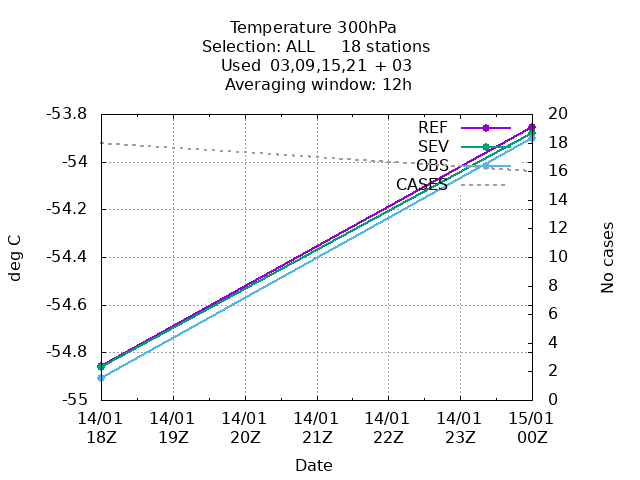 Temperature 300hPa
Selection: ALL 18 stations
Used 03,09,15,21 + 03
Averaging window: 12h
-53.8
-54
-54.2
-54.4
-54.6
-54.8
-55
20
18
16
14
12
10
8
6
4
2
0
REF
SEV
OBS
CASES
deg C
No cases
14/01 14/01 14/01 14/01 14/01 14/01 15/01
18Z 19Z 20Z 21Z 22Z 23Z 00Z
Date